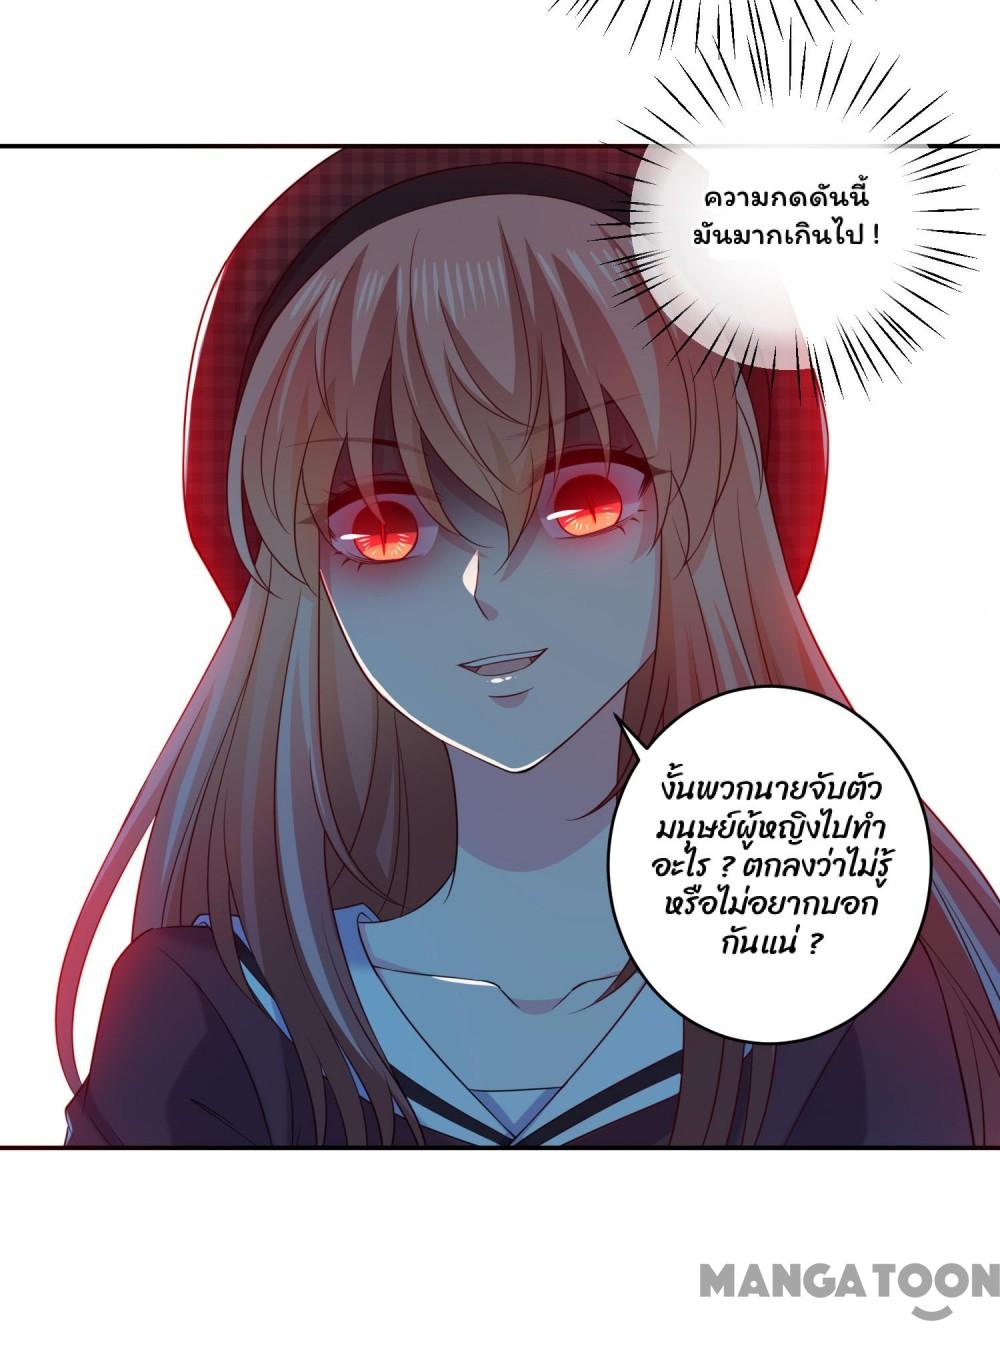 ความกดดันนี้
มันมากเกินไป !
งั้นพวกนายจับตัว
มนุษย์ผู้หญิงไปทำ
อะไร ? ตกลงว่าไม่รู้
หรือไม่อยากบอก
กันแน่ ?
MANGA TOON